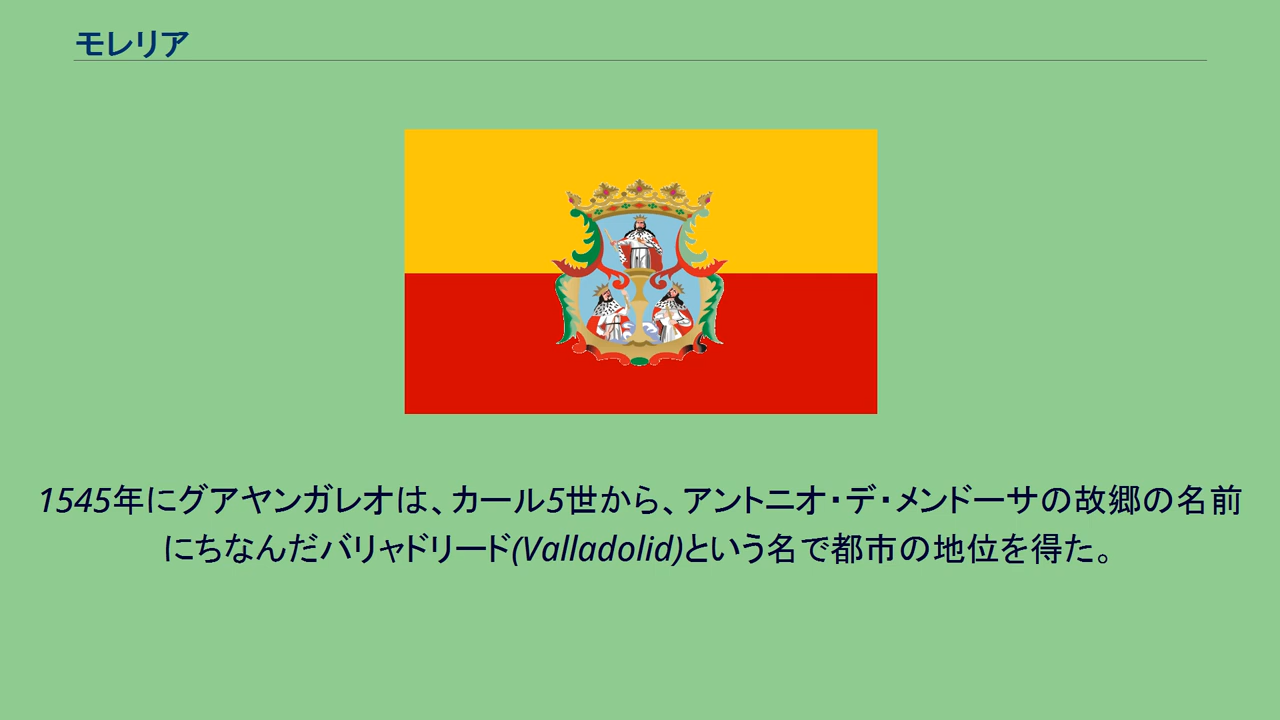 モレリア
1545年にグアヤンガレオは、カール5世から、アントニオ・デ・メンドーサの故郷の名前
にちなんだバリャドリード(Valladolid)という名で都市の地位を得た。